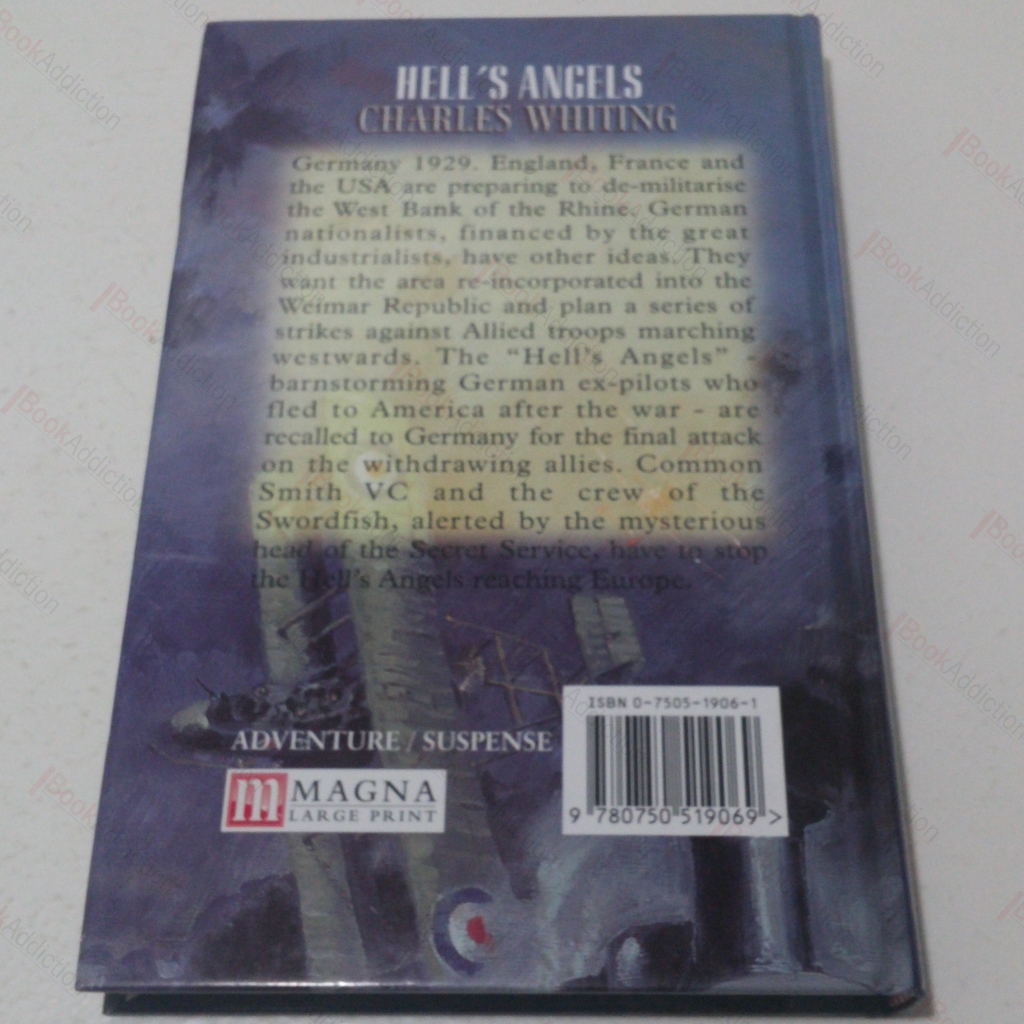 HELL'S ANGELS
CHARLES WHITING
Germany 1929. England, France and
the USA are preparing to de-militarise
the West Bank of the Rhine. German
nationalists, financed by the great
industrialists, have other ideas. They
want the area re-incorporated into the
Weimar Republic and plan a series of
strikes against Allied troops marching
westwards. The "Hell's Angels" -
barnstorming German ex-pilots who
fled to America after the war - are
recalled to Germany for the final attack
on the withdrawing allies. Common
Smith VC and the crew of the
Swordfish, alerted by the mysterious
head of the Secret Service, have to stop
the Hell's Angels reaching Europe.
ISBN 0-7505-1906-1
ADVENTURE / SUSPENSE
m MAGNA
LARGE PRINT
9 780750 519069 >
BookAddiction